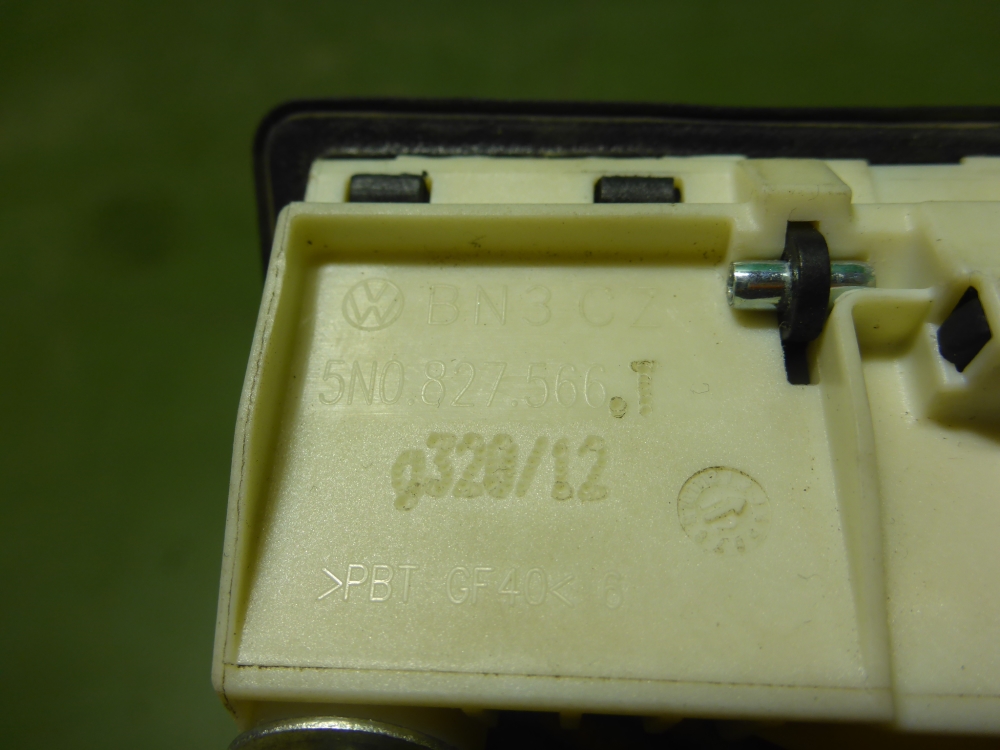 BN3 CZ
5N0.827.566.T
g320/12
>PBT GF40< 6